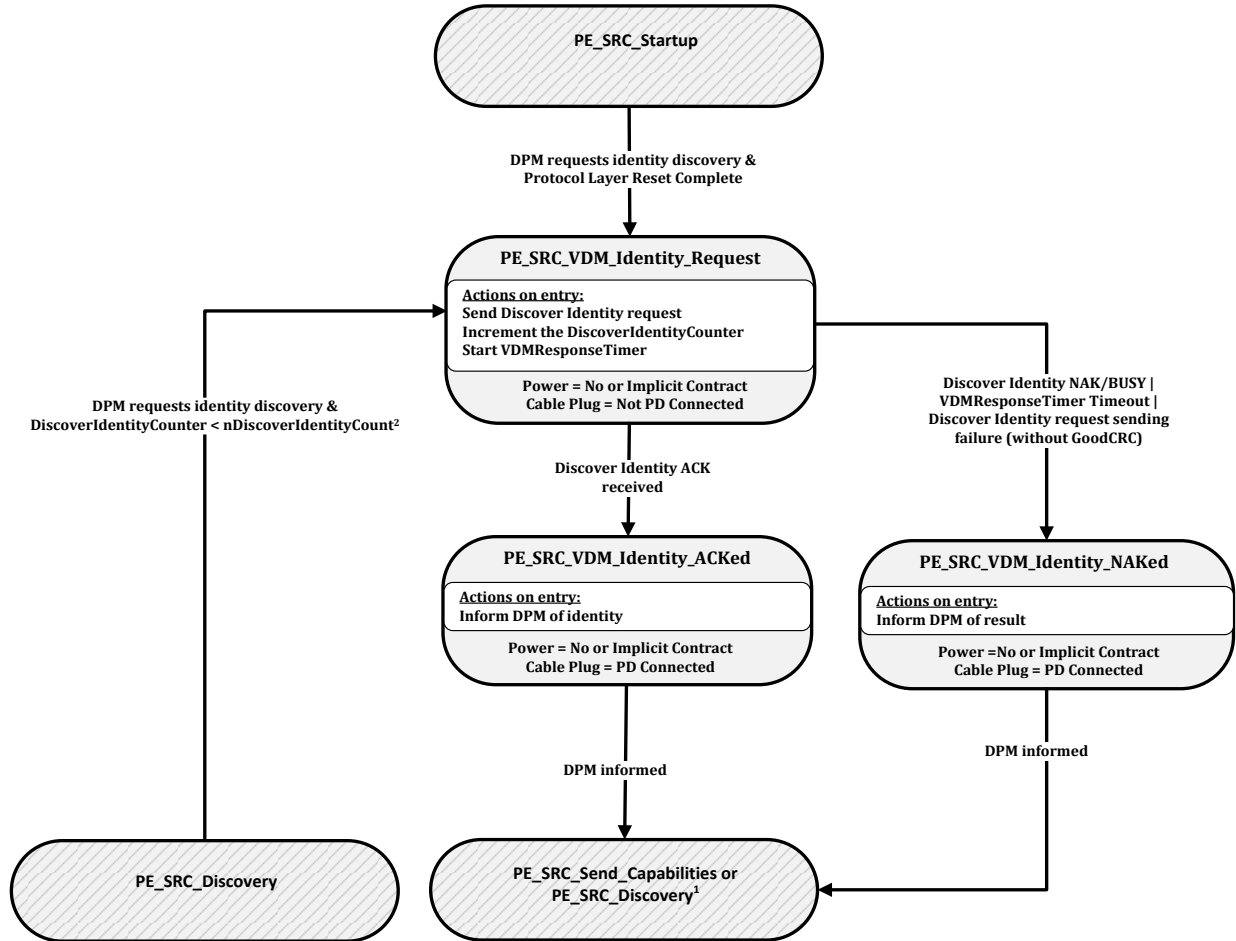 PE_SRC_Startup
DPM requests identity discovery &
Protocol Layer Reset Complete
PE_SRC_VDM_Identity_Request
Actions on entry:
Send Discover Identity request
Increment the DiscoverIdentityCounter
Start VDMResponseTimer
Power = No or Implicit Contract
Cable Plug = Not PD Connected
DPM requests identity discovery &
DiscoverIdentityCounter < nDiscoverIdentityCount²
Discover Identity NAK/BUSY |
VDMResponseTimer Timeout |
Discover Identity request sending
failure (without GoodCRC)
Discover Identity ACK
received
PE_SRC_VDM_Identity_ACKed
Actions on entry:
Inform DPM of identity
Power = No or Implicit Contract
Cable Plug = PD Connected
PE_SRC_VDM_Identity_NAKed
Actions on entry:
Inform DPM of result
Power =No or Implicit Contract
Cable Plug = PD Connected
DPM informed
DPM informed
PE_SRC_Discovery
PE_SRC_Send_Capabilities or
PE_SRC_Discovery¹